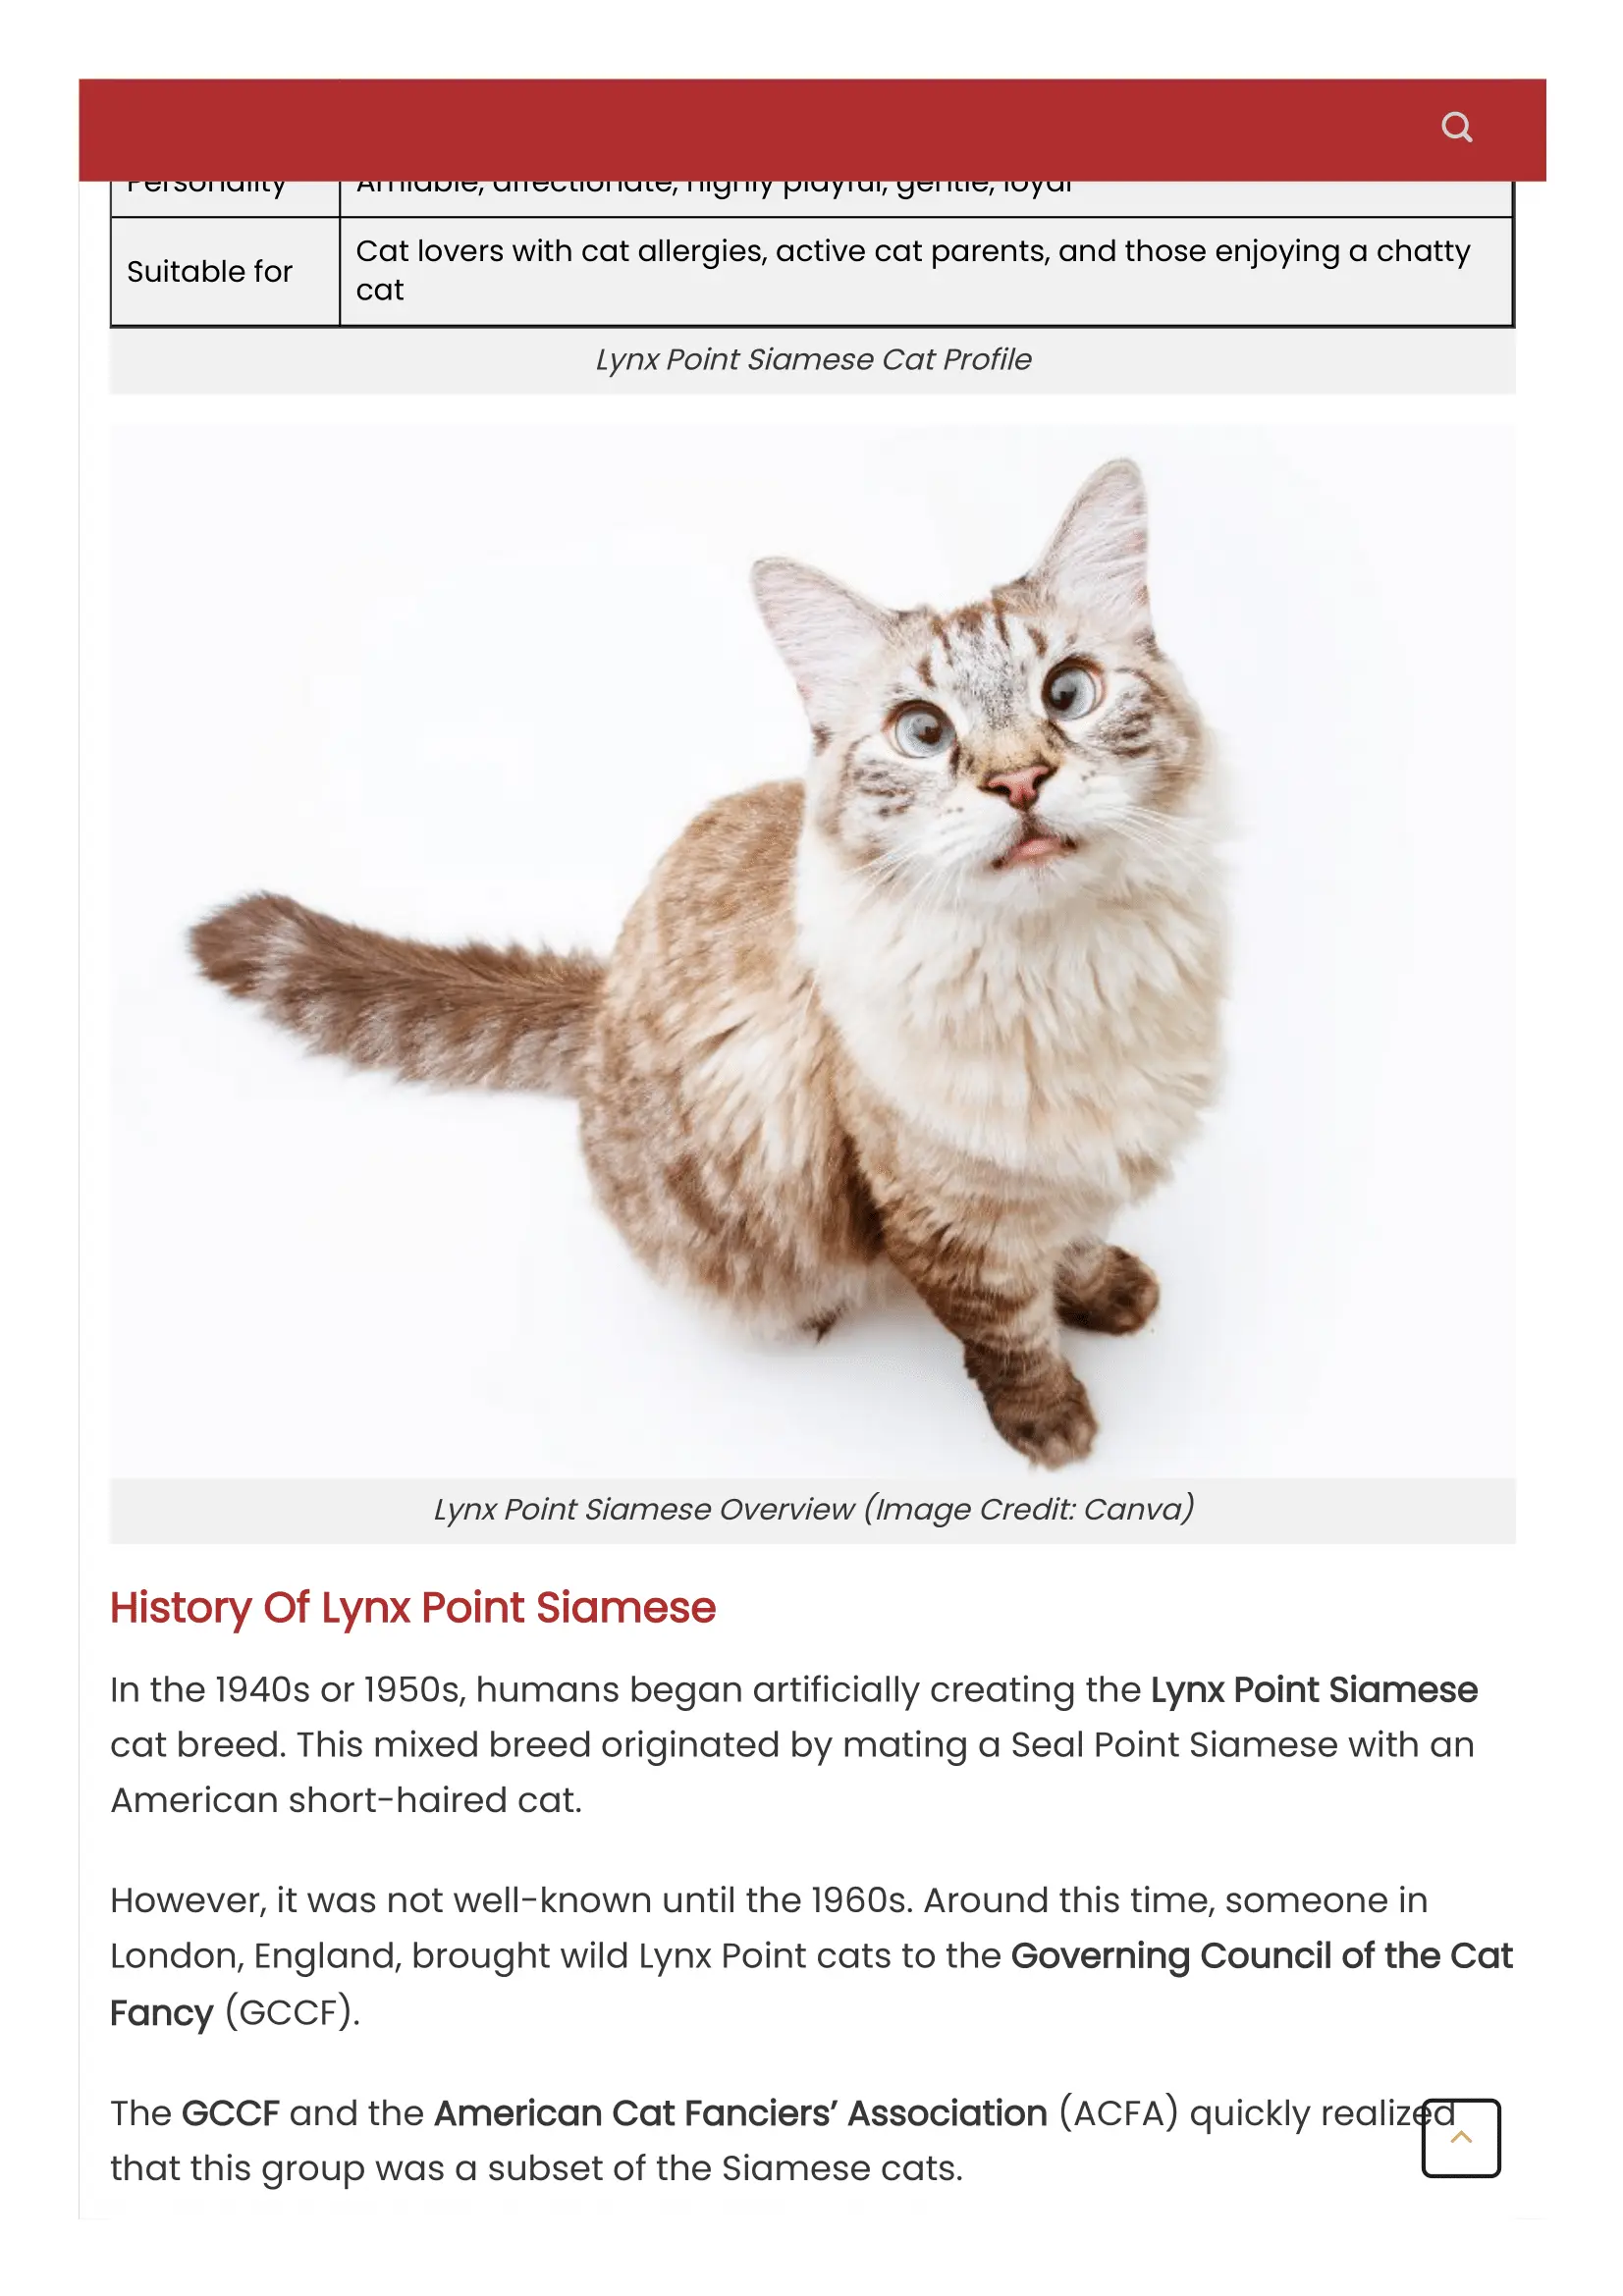 Personality
Amiable, affectionate, highly playful, gentle, loyal
Suitable for
Cat lovers with cat allergies, active cat parents, and those enjoying a chatty
cat
Lynx Point Siamese Cat Profile
Lynx Point Siamese Overview (Image Credit: Canva)
History Of Lynx Point Siamese
In the 1940s or 1950s, humans began artificially creating the Lynx Point Siamese
cat breed. This mixed breed originated by mating a Seal Point Siamese with an
American short-haired cat.
However, it was not well-known until the 1960s. Around this time, someone in
London, England, brought wild Lynx Point cats to the Governing Council of the Cat
Fancy (GCCF).
The GCCF and the American Cat Fanciers’ Association (ACFA) quickly realized
that this group was a subset of the Siamese cats.